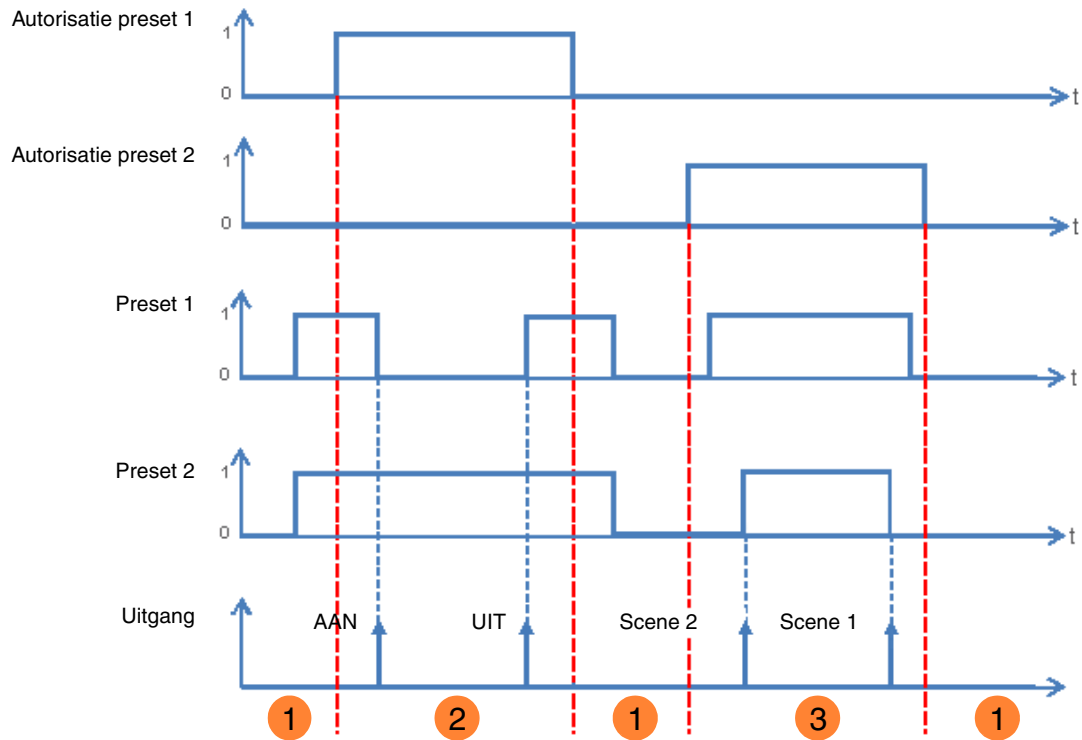 Autorisatie preset 1
1
0
t
Autorisatie preset 2
1
0
t
Preset 1
1
0
t
Preset 2
1
0
t
Uitgang
AAN UIT Scene 2 Scene 1
1 2 1 3 1